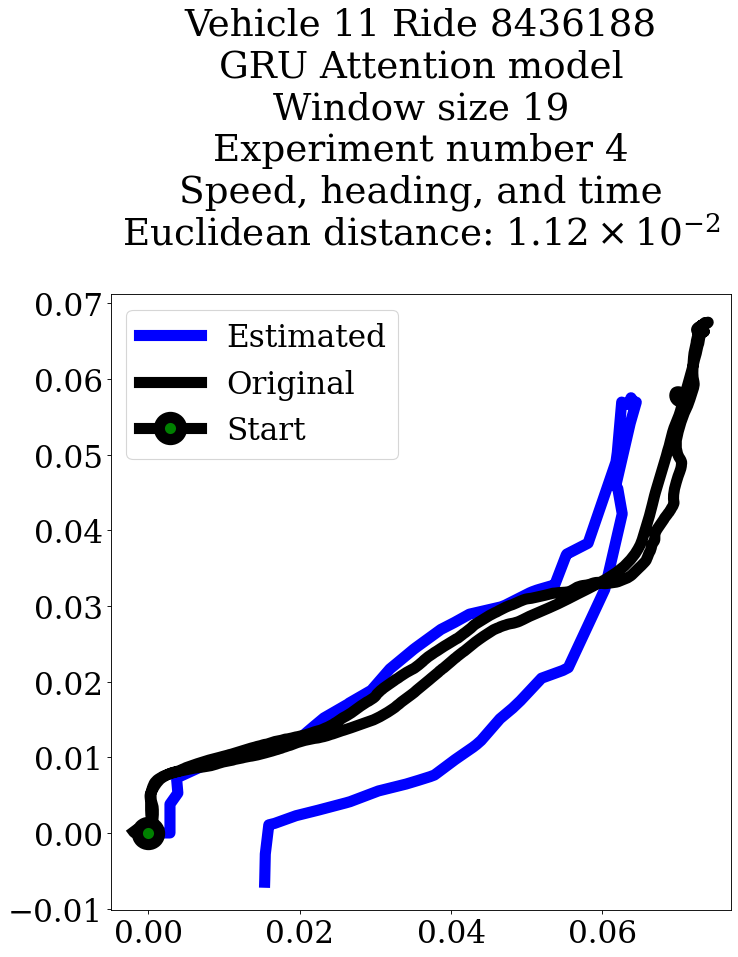 Vehicle 11 Ride 8436188
GRU Attention model
Window size 19
Experiment number 4
Speed, heading, and time
Euclidean distance: 1.12 × 10⁻²
0.07
0.06
0.05
0.04
0.03
0.02
0.01
0.00
−0.01
Estimated
Original
Start
0.00 0.02 0.04 0.06